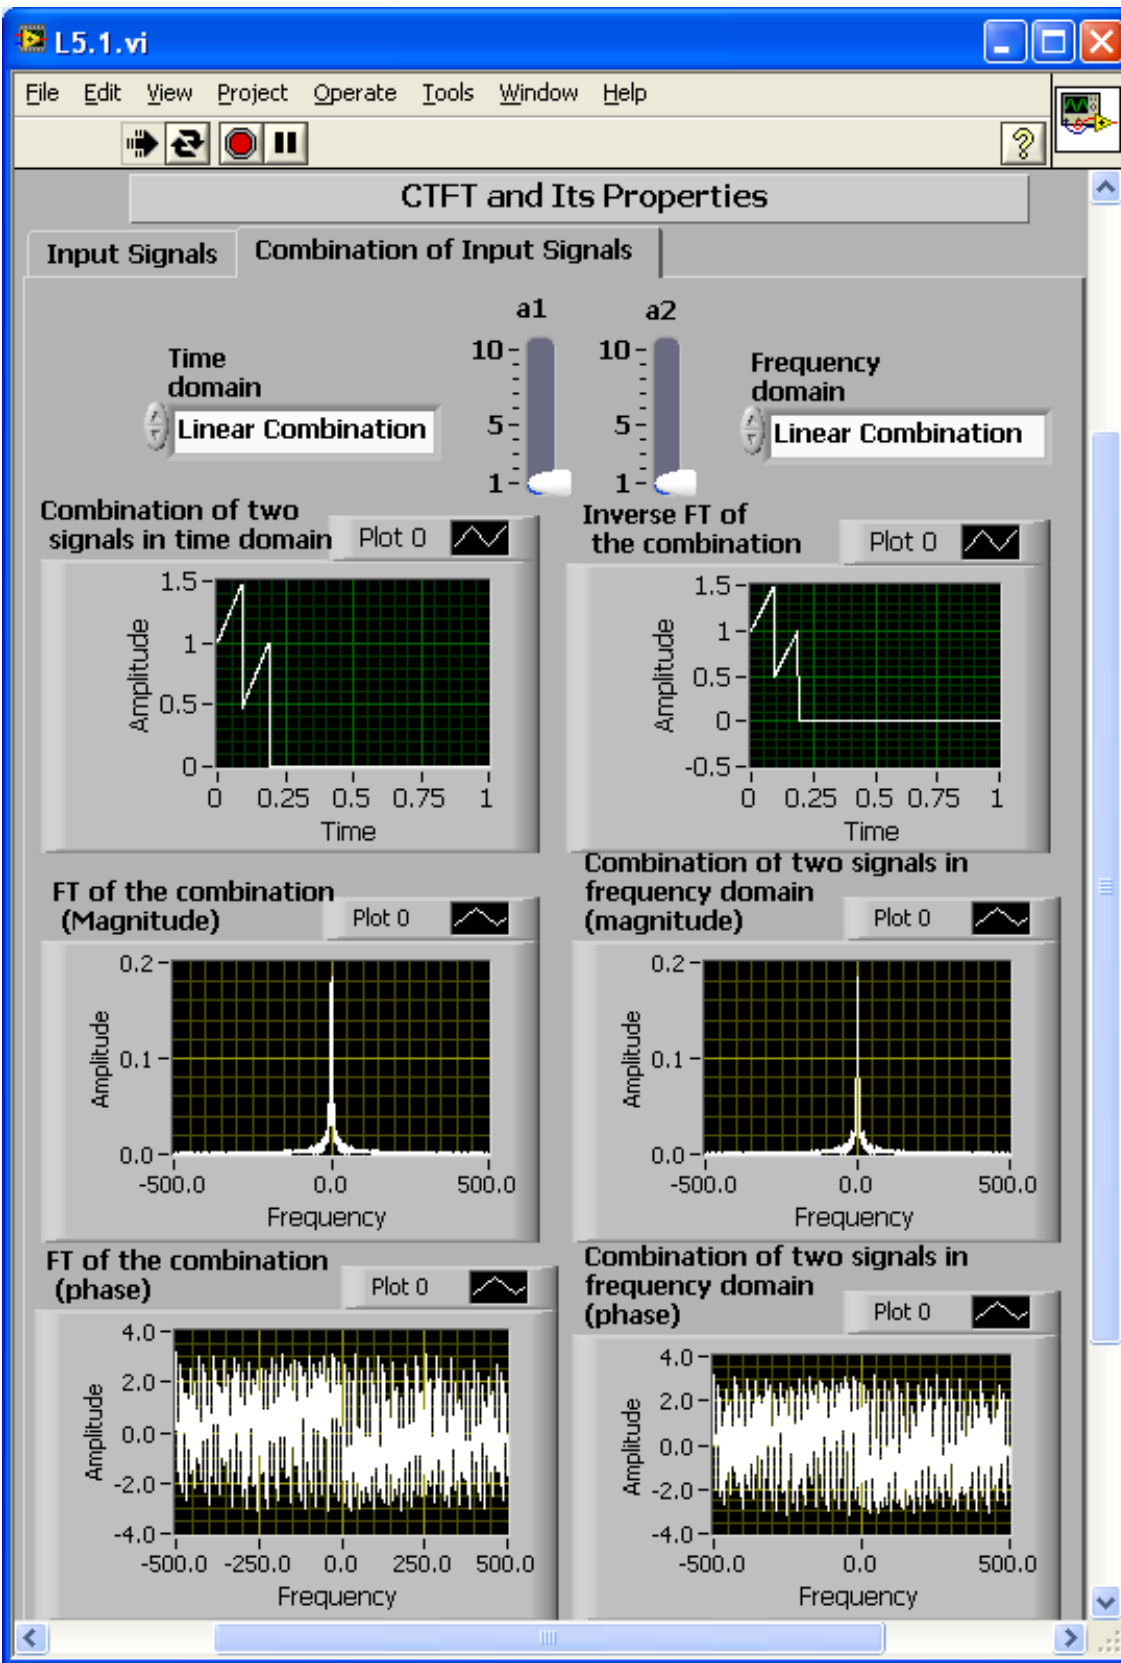 L5.1.vi
File Edit View Project Operate Tools Window Help
?
CTFT and Its Properties
Input Signals
Combination of Input Signals
a1
a2
Time
domain
Linear Combination
10
5
1
10
5
1
Frequency
domain
Linear Combination
Combination of two
signals in time domain
Plot 0
1.5
1
0.5
0
Amplitude
0 0.25 0.5 0.75 1
Time
Inverse FT of
the combination
Plot 0
1.5
1
0.5
0
-0.5
Amplitude
0 0.25 0.5 0.75 1
Time
FT of the combination
(Magnitude)
Plot 0
0.2
0.1
0.0
Amplitude
-500.0 0.0 500.0
Frequency
Combination of two signals in
frequency domain
(magnitude)
Plot 0
0.2
0.1
0.0
Amplitude
-500.0 0.0 500.0
Frequency
FT of the combination
(phase)
Plot 0
4.0
2.0
0.0
-2.0
-4.0
Amplitude
-500.0 -250.0 0.0 250.0 500.0
Frequency
Combination of two signals in
frequency domain
(phase)
Plot 0
4.0
2.0
0.0
-2.0
-4.0
Amplitude
-500.0 0.0 500.0
Frequency